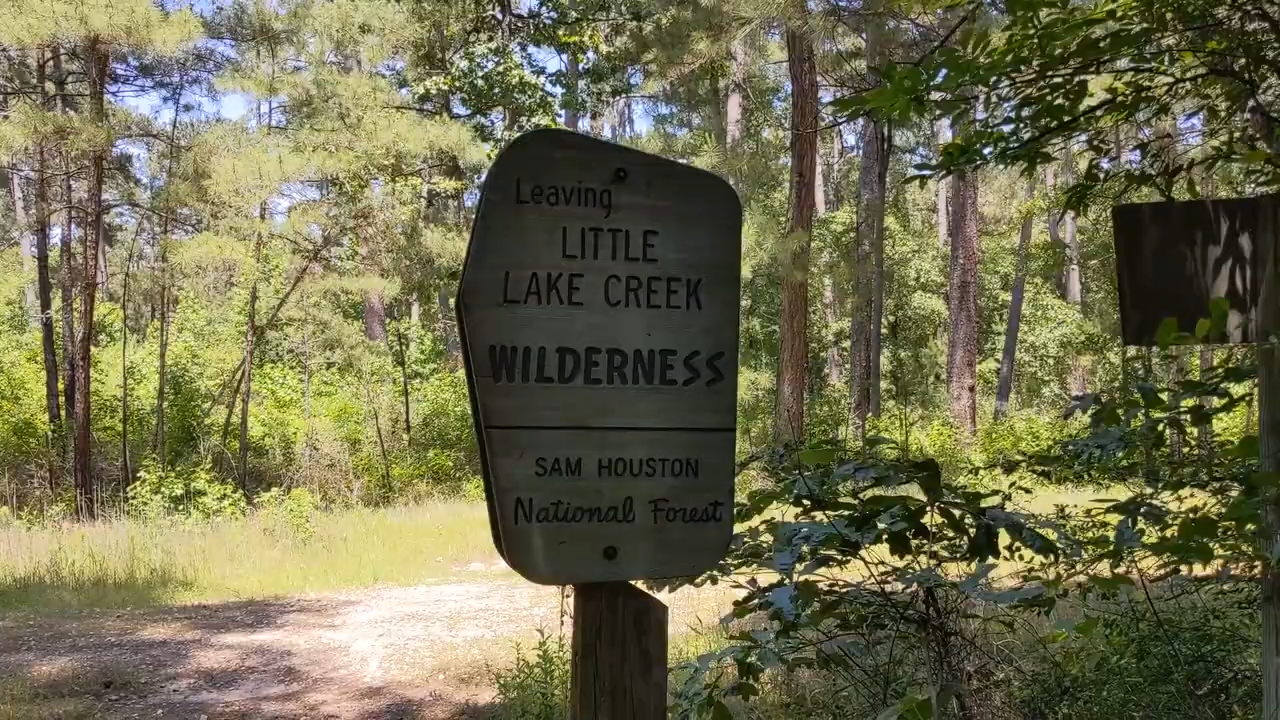 Leaving
LITTLE
LAKE CREEK
WILDERNESS
SAM HOUSTON
National Forest